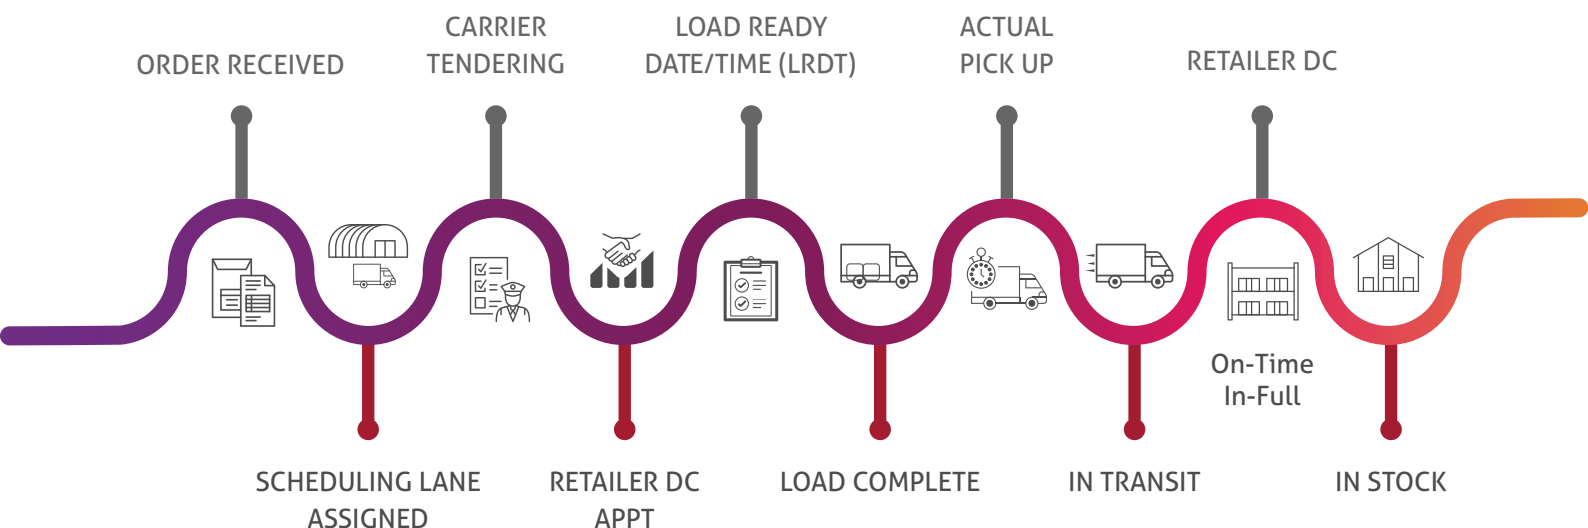 ORDER RECEIVED
CARRIER
TENDERING
LOAD READY
DATE/TIME (LRDT)
ACTUAL
PICK UP
RETAILER DC
On-Time
In-Full
SCHEDULING LANE
ASSIGNED
RETAILER DC
APPT
LOAD COMPLETE
IN TRANSIT
IN STOCK